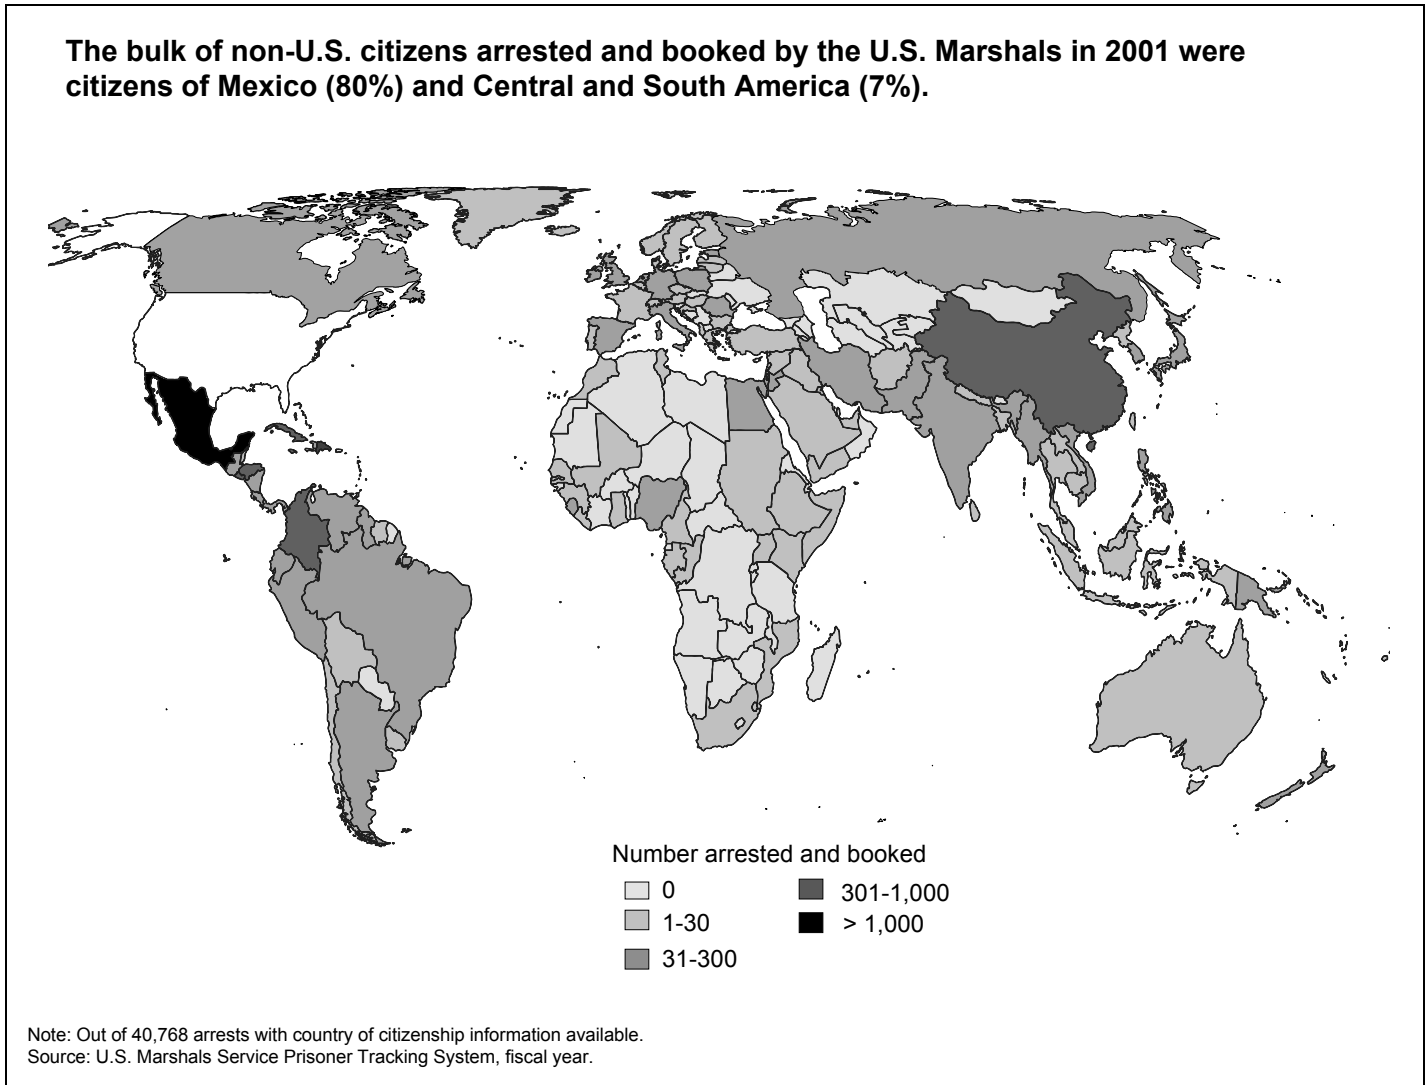 The bulk of non-U.S. citizens arrested and booked by the U.S. Marshals in 2001 were
citizens of Mexico (80%) and Central and South America (7%).
Number arrested and booked
0
1-30
31-300
301-1,000
> 1,000
Note: Out of 40,768 arrests with country of citizenship information available.
Source: U.S. Marshals Service Prisoner Tracking System, fiscal year.